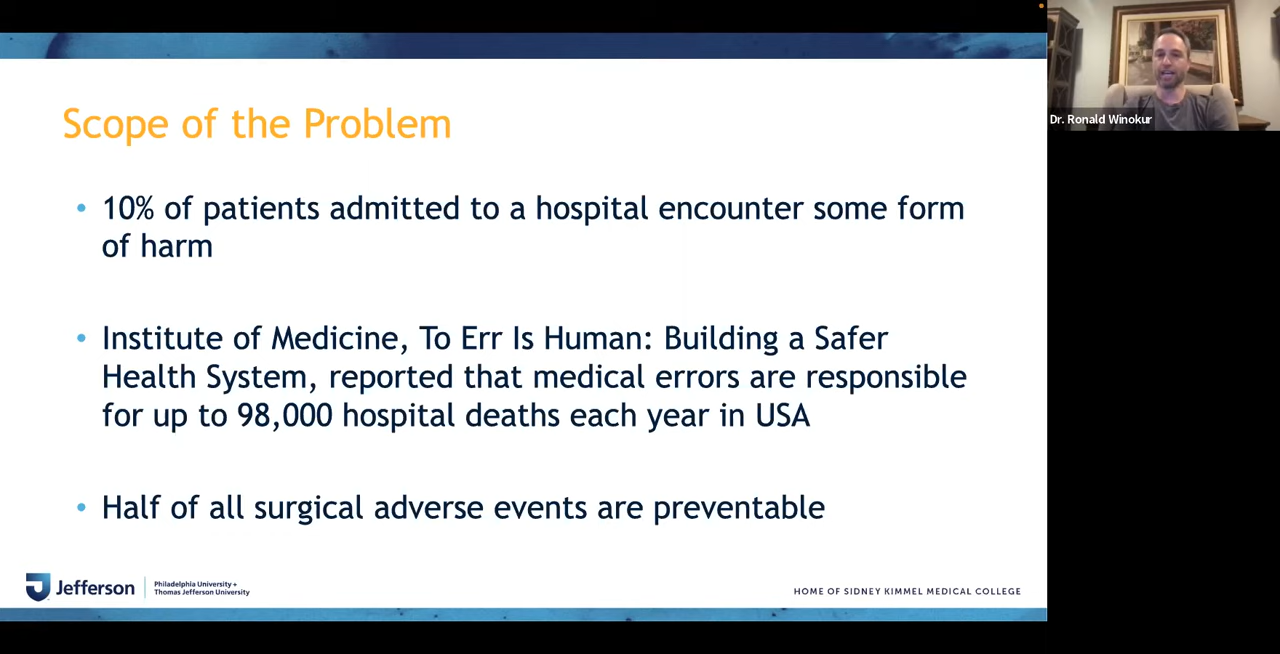 Scope of the Problem
• 10% of patients admitted to a hospital encounter some form
of harm
• Institute of Medicine, To Err Is Human: Building a Safer
Health System, reported that medical errors are responsible
for up to 98,000 hospital deaths each year in USA
• Half of all surgical adverse events are preventable
Jefferson
Philadelphia University +
Thomas Jefferson University
HOME OF SIDNEY KIMMEL MEDICAL COLLEGE
Dr. Ronald Winokur